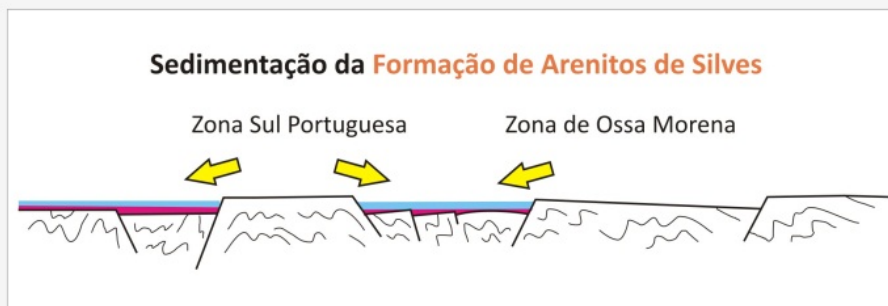 Sedimentação da Formação de Arenitos de Silves
Zona Sul Portuguesa
Zona de Ossa Morena